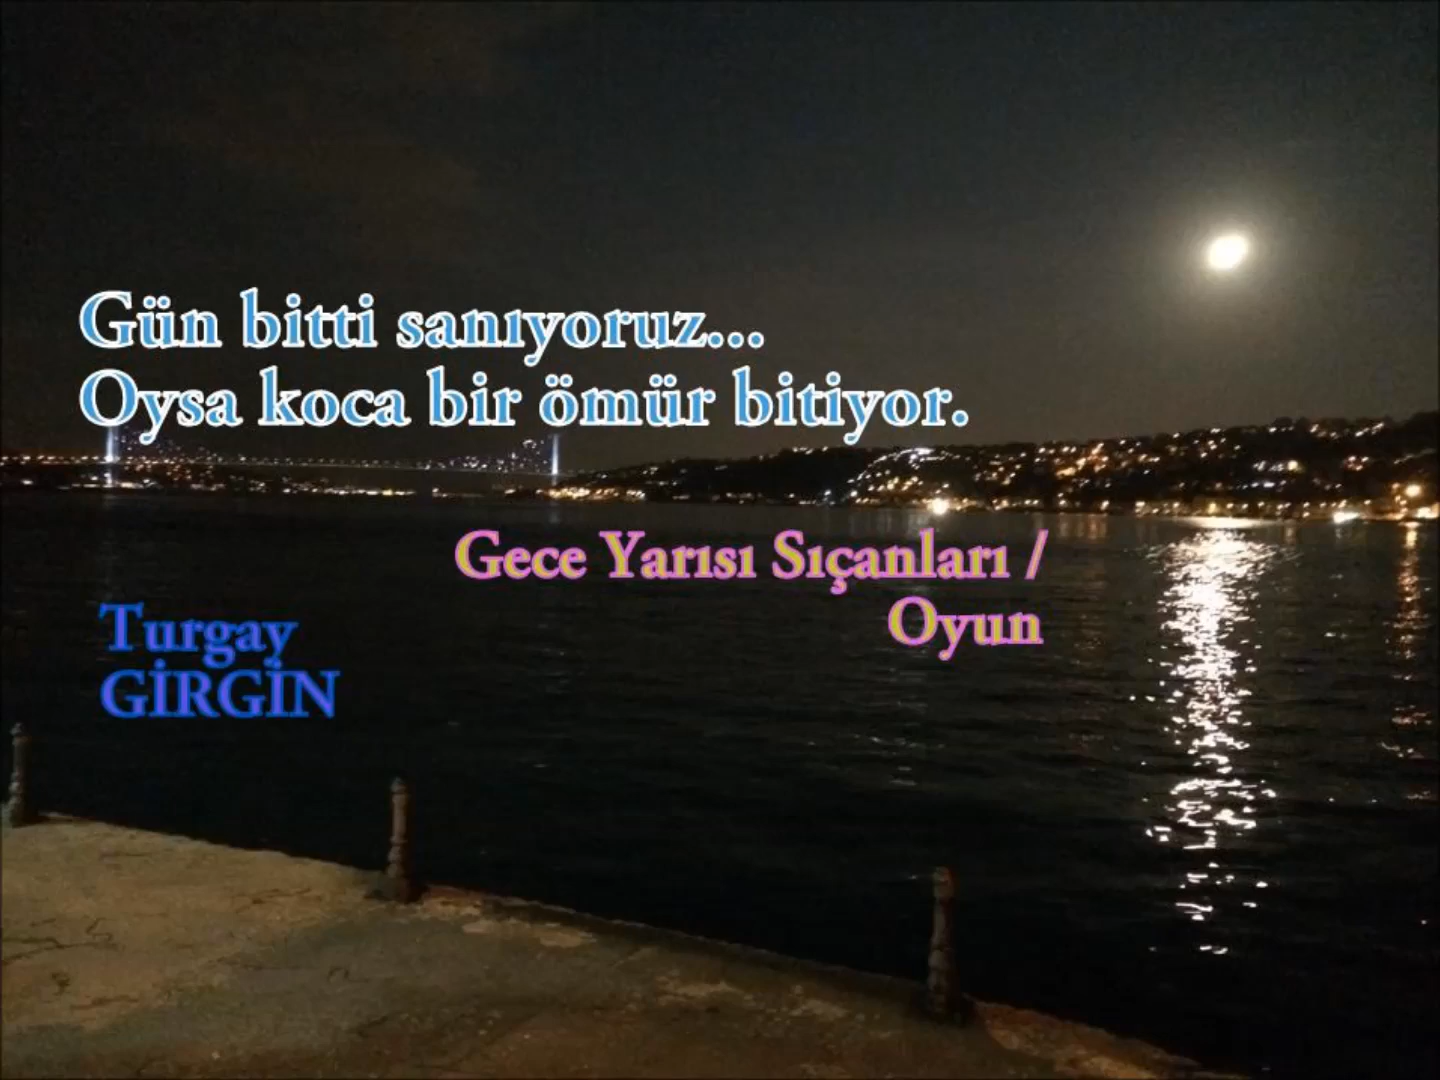 Gün bitti sanıyoruz...
Oysa koca bir ömür bitiyor.
Gece Yarısı Sıçanları /
Oyun
Turgay
GİRGİN